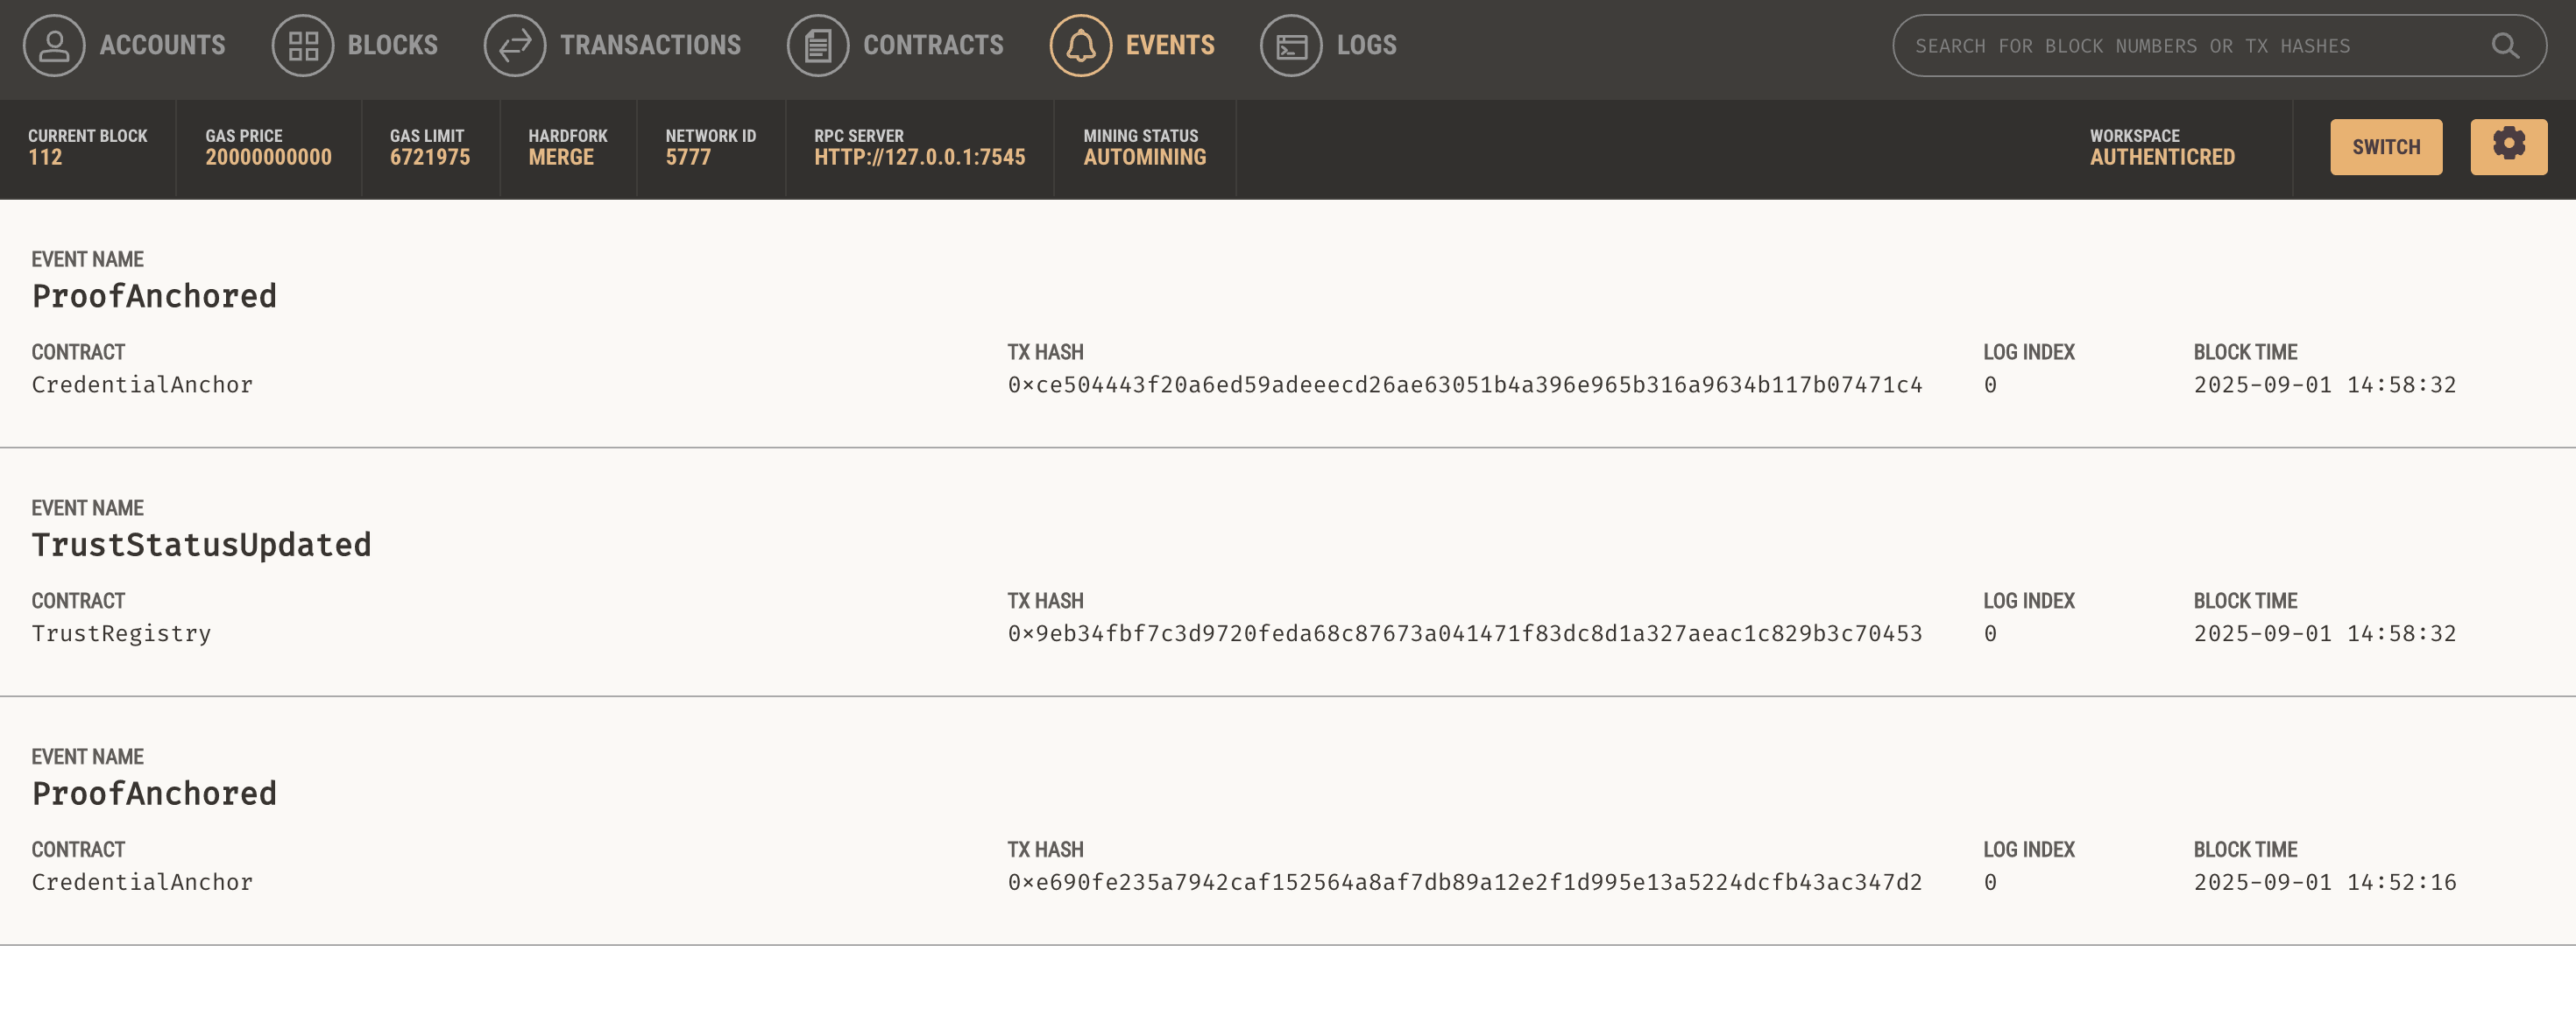 ACCOUNTS BLOCKS TRANSACTIONS CONTRACTS EVENTS LOGS SEARCH FOR BLOCK NUMBERS OR TX HASHES
CURRENT BLOCK GAS PRICE GAS LIMIT HARDFORK NETWORK ID RPC SERVER MINING STATUS WORKSPACE
112 20000000000 6721975 MERGE 5777 HTTP://127.0.0.1:7545 AUTOMINING AUTHENTICRED SWITCH
EVENT NAME
ProofAnchored
CONTRACT TX HASH LOG INDEX BLOCK TIME
CredentialAnchor 0×ce504443f20a6ed59adeeecd26ae63051b4a396e965b316a9634b117b07471c4 0 2025-09-01 14:58:32
EVENT NAME
TrustStatusUpdated
CONTRACT TX HASH LOG INDEX BLOCK TIME
TrustRegistry 0×9eb34fbf7c3d9720feda68c87673a041471f83dc8d1a327aeac1c829b3c70453 0 2025-09-01 14:58:32
EVENT NAME
ProofAnchored
CONTRACT TX HASH LOG INDEX BLOCK TIME
CredentialAnchor 0×e690fe235a7942caf152564a8af7db89a12e2f1d995e13a5224dcfb43ac347d2 0 2025-09-01 14:52:16